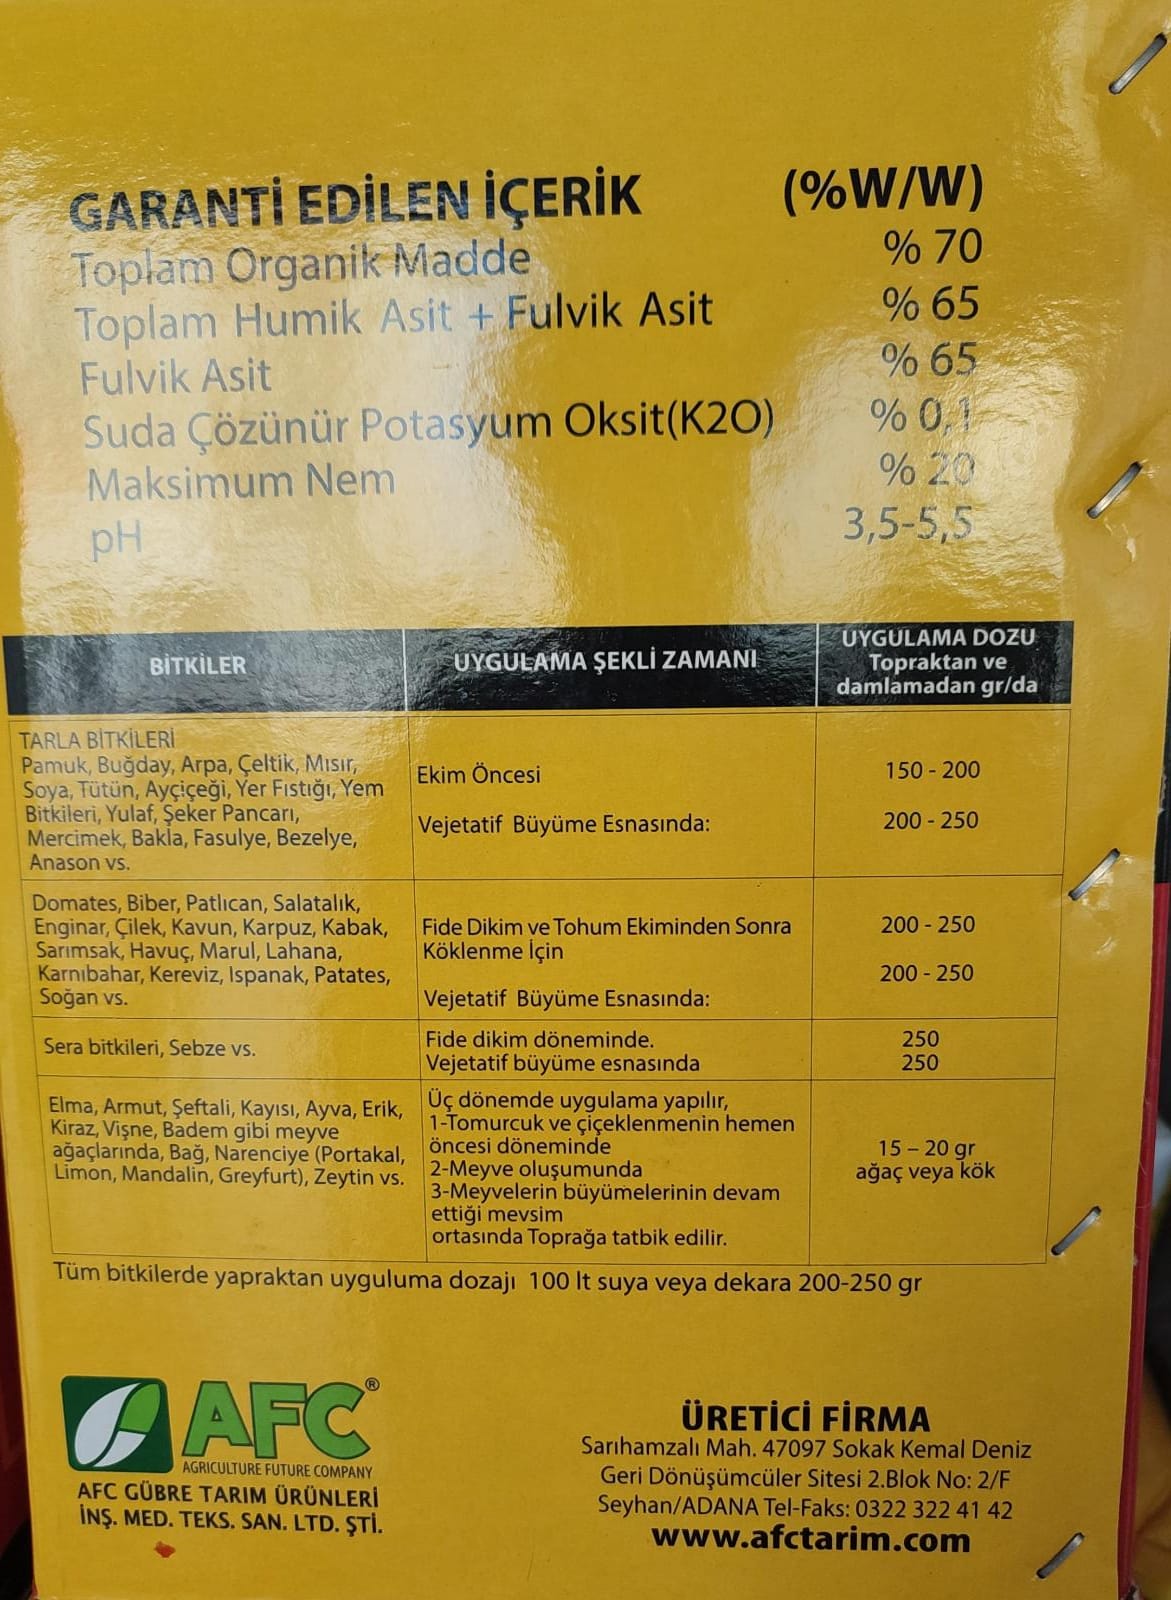 GARANTİ EDİLEN İÇERİK (%W/W)
Toplam Organik Madde % 70
Toplam Humik Asit + Fulvik Asit % 65
Fulvik Asit % 65
Suda Çözünür Potasyum Oksit(K2O) % 0,1
Maksimum Nem % 20
pH 3,5-5,5
BİTKİLER
UYGULAMA ŞEKLİ ZAMANI
UYGULAMA DOZU
Topraktan ve
damlamadan gr/da
TARLA BİTKİLERİ
Pamuk, Buğday, Arpa, Çeltik, Mısır,
Soya, Tütün, Ayçiçeği, Yer Fıstığı, Yem
Bitkileri, Yulaf, Şeker Pancarı,
Mercimek, Bakla, Fasulye, Bezelye,
Anason vs.
Ekim Öncesi
Vejetatif Büyüme Esnasında:
150 - 200
200 - 250
Domates, Biber, Patlıcan, Salatalık,
Enginar, Çilek, Kavun, Karpuz, Kabak,
Sarımsak, Havuç, Marul, Lahana,
Karnıbahar, Kereviz, Ispanak, Patates,
Soğan vs.
Fide Dikim ve Tohum Ekiminden Sonra
Köklenme İçin
Vejetatif Büyüme Esnasında:
200 - 250
200 - 250
Sera bitkileri, Sebze vs.
Fide dikim döneminde.
Vejetatif büyüme esnasında
250
250
Elma, Armut, Şeftali, Kayısı, Ayva, Erik,
Kiraz, Vişne, Badem gibi meyve
ağaçlarında, Bağ, Narenciye (Portakal,
Limon, Mandalin, Greyfurt), Zeytin vs.
Üç dönemde uygulama yapılır,
1-Tomurcuk ve çiçeklenmenin hemen
öncesi döneminde
2-Meyve oluşumunda
3-Meyvelerin büyümelerinin devam
ettiği mevsim
ortasında Toprağa tatbik edilir.
15 – 20 gr
ağaç veya kök
Tüm bitkilerde yapraktan uyguluma dozajı 100 lt suya veya dekara 200-250 gr
AFC®
AGRICULTURE FUTURE COMPANY
AFC GÜBRE TARIM ÜRÜNLERİ
İNŞ. MED. TEKS. SAN. LTD. ŞTİ.
ÜRETİCİ FİRMA
Sarıhamzalı Mah. 47097 Sokak Kemal Deniz
Geri Dönüşümcüler Sitesi 2.Blok No: 2/F
Seyhan/ADANA Tel-Faks: 0322 322 41 42
www.afctarim.com